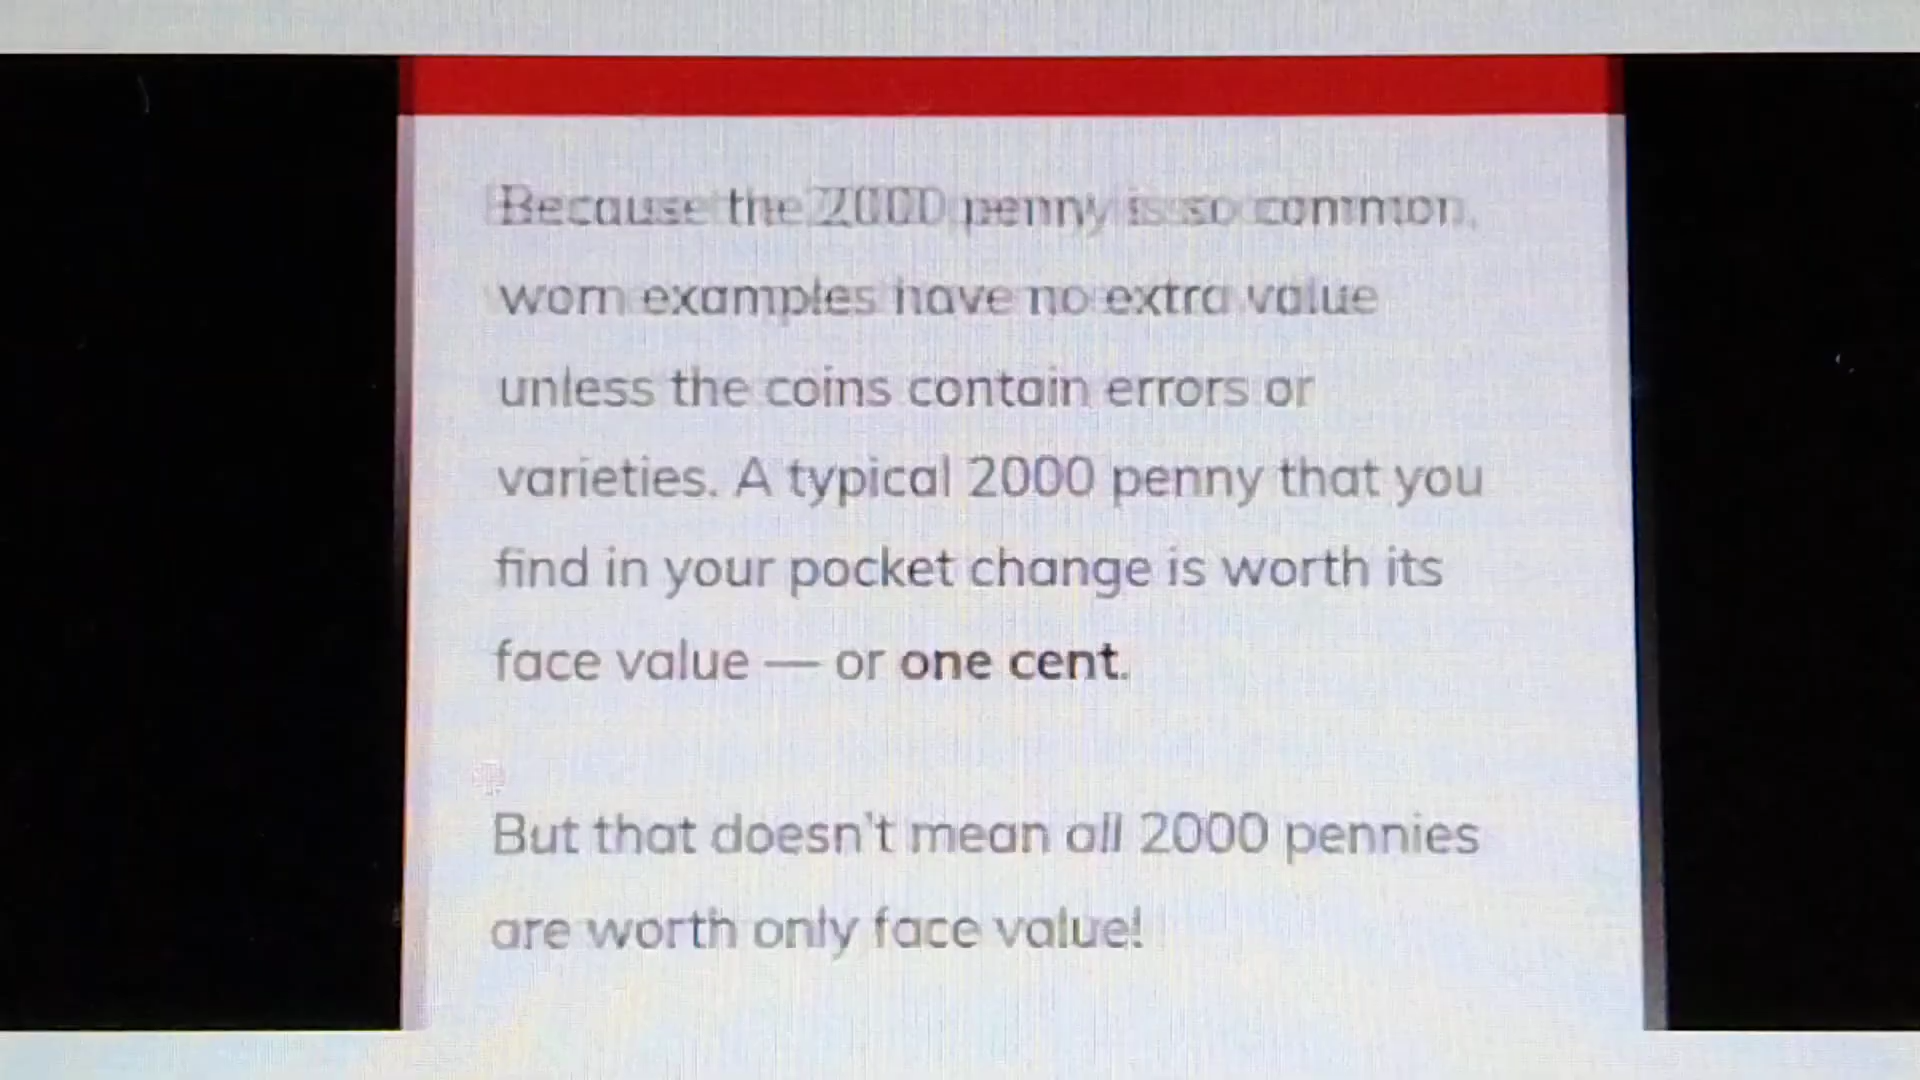 Because the 2000 penny is so common,
worn examples have no extra value
unless the coins contain errors or
varieties. A typical 2000 penny that you
find in your pocket change is worth its
face value — or one cent.
But that doesn't mean all 2000 pennies
are worth only face value!